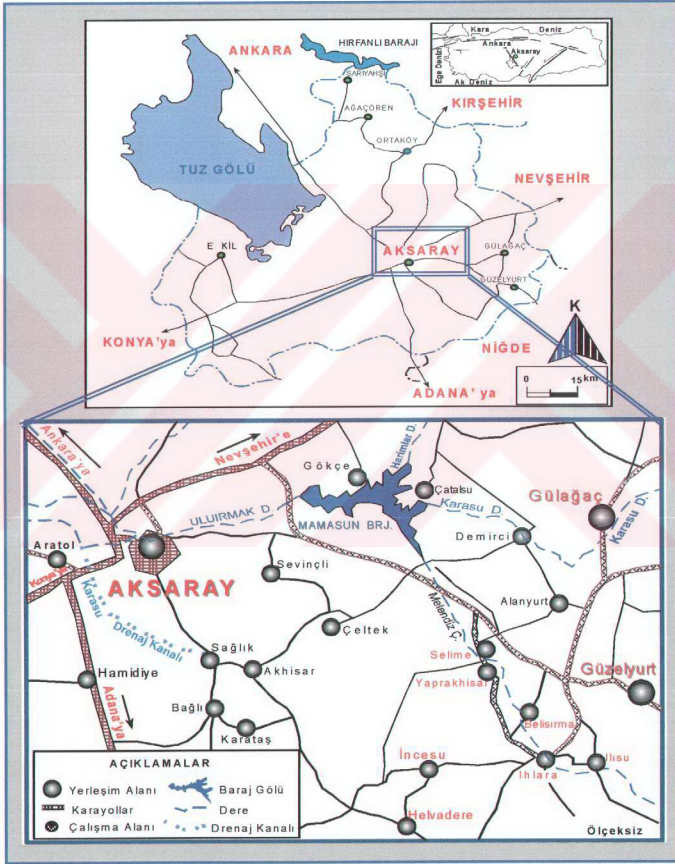 Kara Deniz
Ankara
Aksaray
Ege Denizi
Ak Deniz
ANKARA
HIRFANLI BARAJI
SARIYAHŞİ
AĞAÇÖREN
KIRŞEHİR
ORTAKÖY
TUZ GÖLÜ
NEVŞEHİR
E KİL
AKSARAY
GÜLAĞAÇ
GÜZELYURT
KONYA'ya
NİĞDE
K
ADANA' ya
0 15km
Ankara'ya
Nevşehir'e
Gökçe
Harımlar D.
Çatalsu
Gülağaç
ULUIRMAK D.
MAMASUN BRJ.
Karasu D.
Karasu D.
Demirci
Aratol
Konya'ya
AKSARAY
Sevinçli
Alanyurt
Karasu
Drenaj Kanalı
Çeltek
Melendiz Ç.
Sağlık
Selime
Hamidiye
Akhisar
Yaprakhisar
Güzelyurt
Adana'ya
Bağlı
Belisırma
Karataş
İncesu
Ihlara
Ilısu
Helvadere
AÇIKLAMALAR
Yerleşim Alanı Baraj Gölü
Karayollar Dere
Çalışma Alanı Drenaj Kanalı
Ölçeksiz